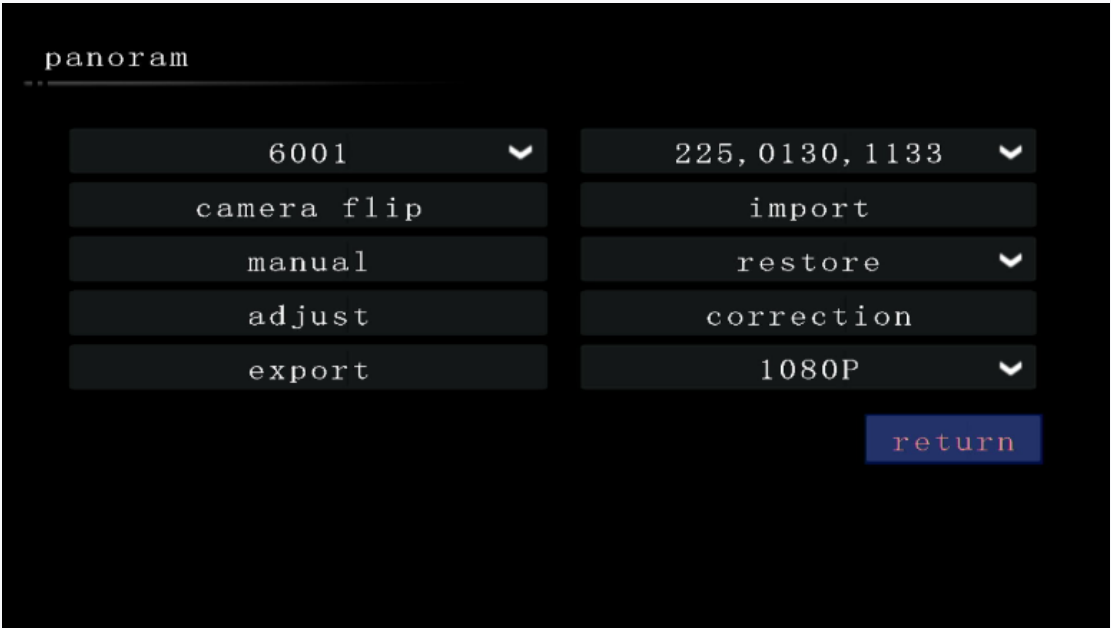 panoram
6001
225,0130,1133
camera flip
import
manual
restore
adjust
correction
export
1080P
return